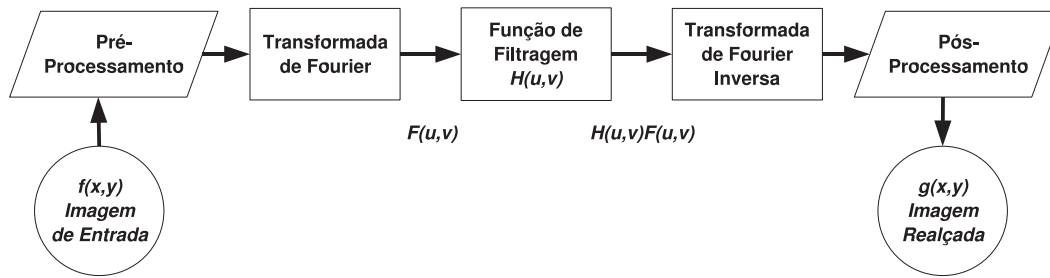 Pré-
Processamento
Transformada
de Fourier
Função de
Filtragem
H(u,v)
Transformada
de Fourier
Inversa
Pós-
Processamento
F(u,v)
H(u,v)F(u,v)
f(x,y)
Imagem
de Entrada
g(x,y)
Imagem
Realçada